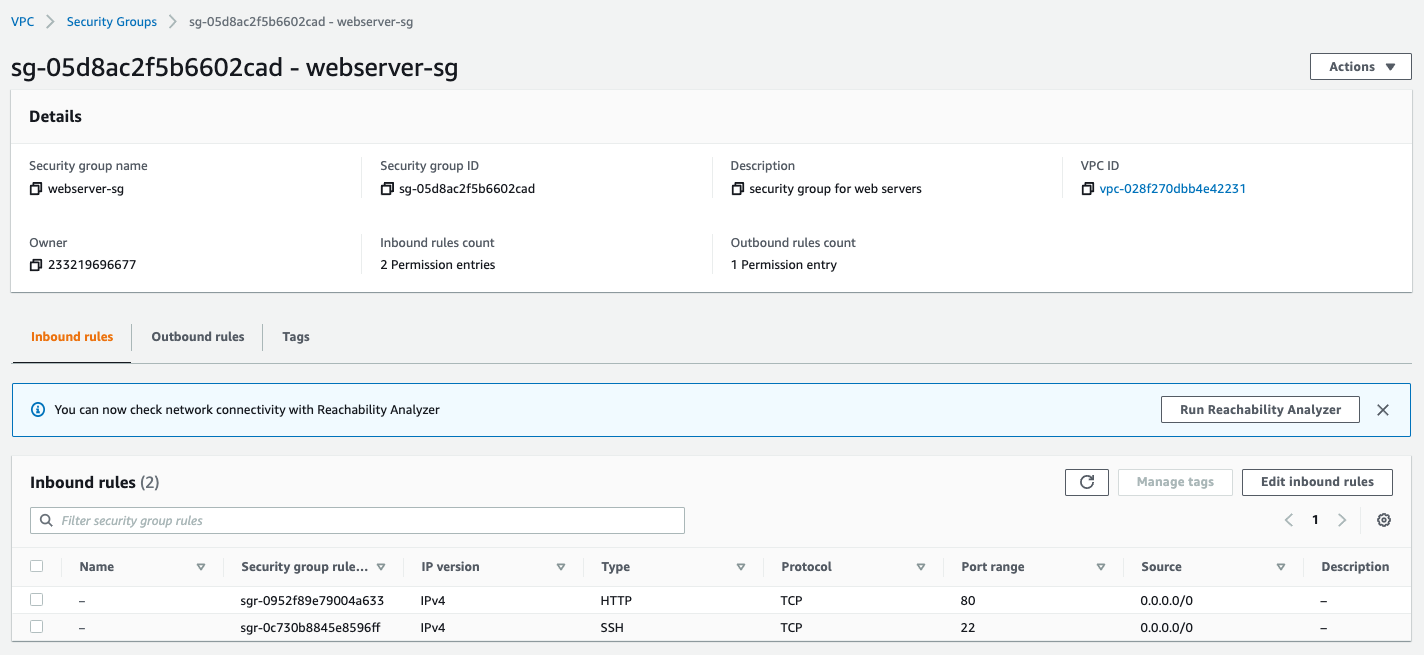 VPC > Security Groups > sg-05d8ac2f5b6602cad - webserver-sg
sg-05d8ac2f5b6602cad - webserver-sg
Actions
Details
Security group name
webserver-sg
Security group ID
sg-05d8ac2f5b6602cad
Description
security group for web servers
VPC ID
vpc-028f270dbb4e42231
Owner
233219696677
Inbound rules count
2 Permission entries
Outbound rules count
1 Permission entry
Inbound rules Outbound rules Tags
You can now check network connectivity with Reachability Analyzer Run Reachability Analyzer
Inbound rules (2) Manage tags Edit inbound rules
Filter security group rules 1
Name Security group rule... IP version Type Protocol Port range Source Description
– sgr-0952f89e79004a633 IPv4 HTTP TCP 80 0.0.0.0/0 –
– sgr-0c730b8845e8596ff IPv4 SSH TCP 22 0.0.0.0/0 –